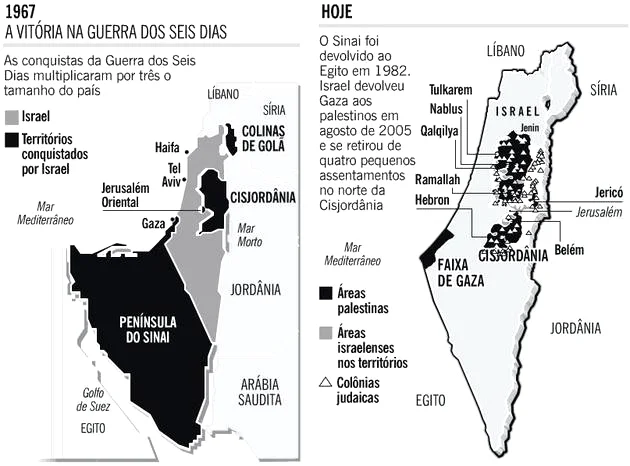 1967
A VITÓRIA NA GUERRA DOS SEIS DIAS
As conquistas da Guerra dos Seis
Dias multiplicaram por três o
tamanho do país
Israel
Territórios
conquistados
por Israel
LÍBANO
SÍRIA
COLINAS
DE GOLÃ
Haifa
Tel
Aviv
Jerusalém
Oriental
CISJORDÂNIA
Mar
Mediterrâneo
Gaza
Mar
Morto
JORDÂNIA
PENÍNSULA
DO SINAI
Golfo
de Suez
EGITO
ARÁBIA
SAUDITA
HOJE
O Sinai foi
devolvido ao
Egito em 1982.
Israel devolveu
Gaza aos
palestinos em
agosto de 2005
e se retirou de
quatro pequenos
assentamentos
no norte da
Cisjordânia
LÍBANO
SÍRIA
Tulkarem
Nablus
Qalqilya
ISRAEL
Jenin
Ramallah
Hebron
Jericó
Jerusalém
Belém
CISJORDÂNIA
Mar
Mediterrâneo
FAIXA
DE GAZA
Áreas
palestinas
Áreas
israelenses
nos territórios
Colônias
judaicas
JORDÂNIA
EGITO